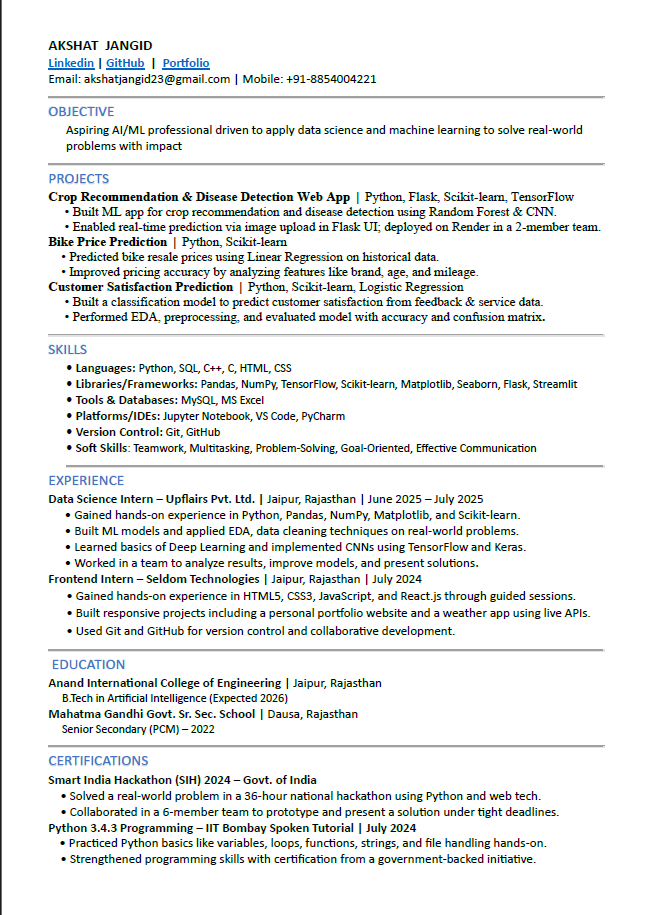 AKSHAT JANGID
Linkedin | GitHub | Portfolio
Email: akshatjangid23@gmail.com | Mobile: +91-8854004221
OBJECTIVE
Aspiring AI/ML professional driven to apply data science and machine learning to solve real-world
problems with impact
PROJECTS
Crop Recommendation & Disease Detection Web App | Python, Flask, Scikit-learn, TensorFlow
• Built ML app for crop recommendation and disease detection using Random Forest & CNN.
• Enabled real-time prediction via image upload in Flask UI; deployed on Render in a 2-member team.
Bike Price Prediction | Python, Scikit-learn
• Predicted bike resale prices using Linear Regression on historical data.
• Improved pricing accuracy by analyzing features like brand, age, and mileage.
Customer Satisfaction Prediction | Python, Scikit-learn, Logistic Regression
• Built a classification model to predict customer satisfaction from feedback & service data.
• Performed EDA, preprocessing, and evaluated model with accuracy and confusion matrix.
SKILLS
• Languages: Python, SQL, C++, C, HTML, CSS
• Libraries/Frameworks: Pandas, NumPy, TensorFlow, Scikit-learn, Matplotlib, Seaborn, Flask, Streamlit
• Tools & Databases: MySQL, MS Excel
• Platforms/IDEs: Jupyter Notebook, VS Code, PyCharm
• Version Control: Git, GitHub
• Soft Skills: Teamwork, Multitasking, Problem-Solving, Goal-Oriented, Effective Communication
EXPERIENCE
Data Science Intern – Upflairs Pvt. Ltd. | Jaipur, Rajasthan | June 2025 – July 2025
• Gained hands-on experience in Python, Pandas, NumPy, Matplotlib, and Scikit-learn.
• Built ML models and applied EDA, data cleaning techniques on real-world problems.
• Learned basics of Deep Learning and implemented CNNs using TensorFlow and Keras.
• Worked in a team to analyze results, improve models, and present solutions.
Frontend Intern – Seldom Technologies | Jaipur, Rajasthan | July 2024
• Gained hands-on experience in HTML5, CSS3, JavaScript, and React.js through guided sessions.
• Built responsive projects including a personal portfolio website and a weather app using live APIs.
• Used Git and GitHub for version control and collaborative development.
EDUCATION
Anand International College of Engineering | Jaipur, Rajasthan
B.Tech in Artificial Intelligence (Expected 2026)
Mahatma Gandhi Govt. Sr. Sec. School | Dausa, Rajasthan
Senior Secondary (PCM) – 2022
CERTIFICATIONS
Smart India Hackathon (SIH) 2024 – Govt. of India
• Solved a real-world problem in a 36-hour national hackathon using Python and web tech.
• Collaborated in a 6-member team to prototype and present a solution under tight deadlines.
Python 3.4.3 Programming – IIT Bombay Spoken Tutorial | July 2024
• Practiced Python basics like variables, loops, functions, strings, and file handling hands-on.
• Strengthened programming skills with certification from a government-backed initiative.